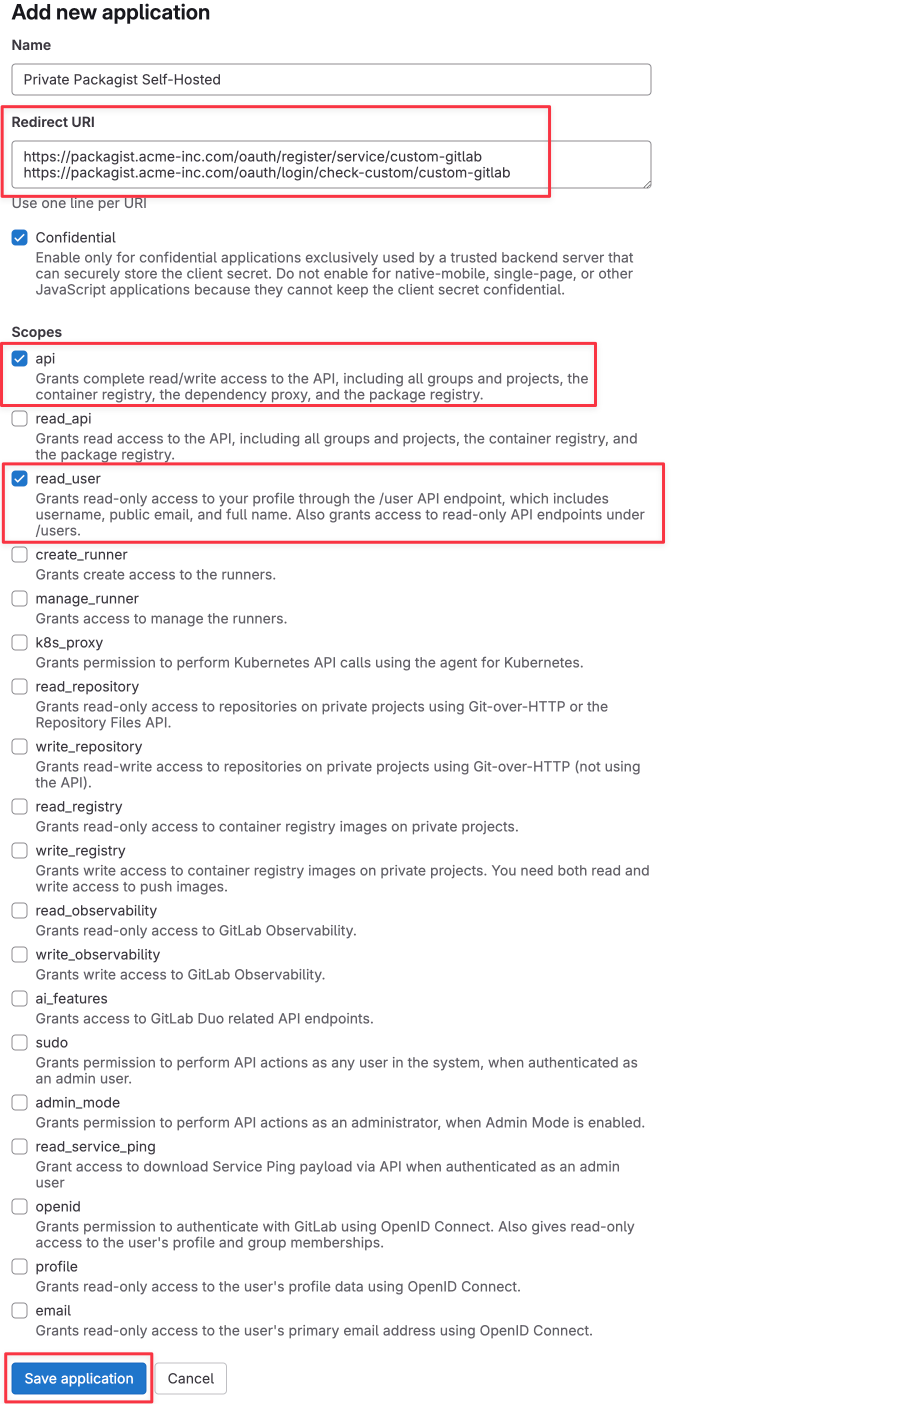 Add new application
Name
Private Packagist Self-Hosted
Redirect URI
https://packagist.acme-inc.com/oauth/register/service/custom-gitlab
https://packagist.acme-inc.com/oauth/login/check-custom/custom-gitlab
Use one line per URI
Confidential
Enable only for confidential applications exclusively used by a trusted backend server that
can securely store the client secret. Do not enable for native-mobile, single-page, or other
JavaScript applications because they cannot keep the client secret confidential.
Scopes
api
Grants complete read/write access to the API, including all groups and projects, the
container registry, the dependency proxy, and the package registry.
read_api
Grants read access to the API, including all groups and projects, the container registry, and
the package registry.
read_user
Grants read-only access to your profile through the /user API endpoint, which includes
username, public email, and full name. Also grants access to read-only API endpoints under
/users.
create_runner
Grants create access to the runners.
manage_runner
Grants access to manage the runners.
k8s_proxy
Grants permission to perform Kubernetes API calls using the agent for Kubernetes.
read_repository
Grants read-only access to repositories on private projects using Git-over-HTTP or the
Repository Files API.
write_repository
Grants read-write access to repositories on private projects using Git-over-HTTP (not using
the API).
read_registry
Grants read-only access to container registry images on private projects.
write_registry
Grants write access to container registry images on private projects. You need both read and
write access to push images.
read_observability
Grants read-only access to GitLab Observability.
write_observability
Grants write access to GitLab Observability.
ai_features
Grants access to GitLab Duo related API endpoints.
sudo
Grants permission to perform API actions as any user in the system, when authenticated as
an admin user.
admin_mode
Grants permission to perform API actions as an administrator, when Admin Mode is enabled.
read_service_ping
Grant access to download Service Ping payload via API when authenticated as an admin
user
openid
Grants permission to authenticate with GitLab using OpenID Connect. Also gives read-only
access to the user's profile and group memberships.
profile
Grants read-only access to the user's profile data using OpenID Connect.
email
Grants read-only access to the user's primary email address using OpenID Connect.
Save application
Cancel